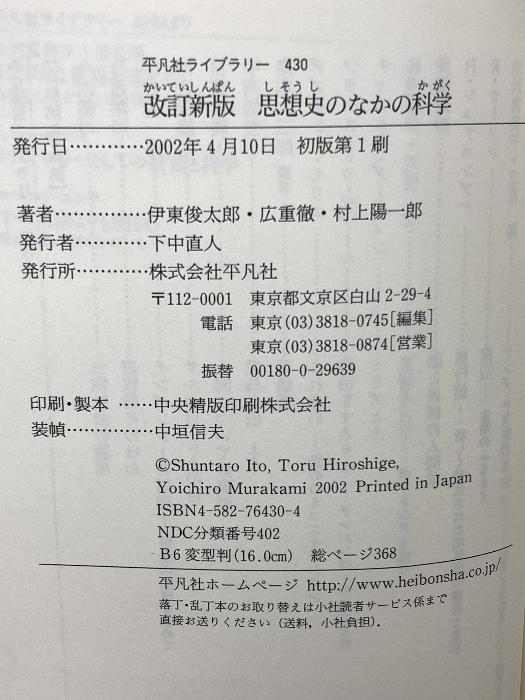 平凡社ライブラリー 430
かいていしんぱん しそうし かがく
改訂新版 思想史のなかの科学
発行日…………2002年4月10日 初版第1刷
著者……………伊東俊太郎・広重徹・村上陽一郎
発行者…………下中直人
発行所…………株式会社平凡社
〒112-0001 東京都文京区白山2-29-4
電話 東京(03)3818-0745[編集]
東京(03)3818-0874[営業]
振替 00180-0-29639
印刷・製本 ……中央精版印刷株式会社
装幀……………中垣信夫
©Shuntaro Ito, Toru Hiroshige,
Yoichiro Murakami 2002 Printed in Japan
ISBN4-582-76430-4
NDC分類番号402
B6変型判(16.0cm) 総ページ368
平凡社ホームページ http://www.heibonsha.co.jp/
落丁・乱丁本のお取り替えは小社読者サービス係まで
直接お送りください(送料,小社負担).